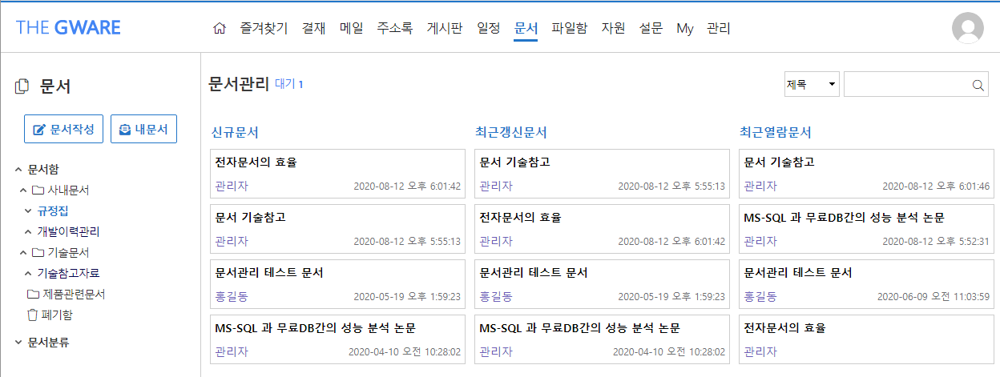 THE GWARE
즐겨찾기 결재 메일 주소록 게시판 일정 문서 파일함 자원 설문 My 관리
문서
문서작성 내문서
문서함
사내문서
규정집
개발이력관리
기술문서
기술참고자료
제품관련문서
폐기함
문서분류
문서관리 대기 1
제목
신규문서
전자문서의 효율
관리자 2020-08-12 오후 6:01:42
문서 기술참고
관리자 2020-08-12 오후 5:55:13
문서관리 테스트 문서
홍길동 2020-05-19 오후 1:59:23
MS-SQL 과 무료DB간의 성능 분석 논문
관리자 2020-04-10 오전 10:28:02
최근갱신문서
문서 기술참고
관리자 2020-08-12 오후 5:55:13
전자문서의 효율
관리자 2020-08-12 오후 6:01:42
문서관리 테스트 문서
홍길동 2020-05-19 오후 1:59:23
MS-SQL 과 무료DB간의 성능 분석 논문
관리자 2020-04-10 오전 10:28:02
최근열람문서
문서 기술참고
관리자 2020-08-12 오후 6:01:46
MS-SQL 과 무료DB간의 성능 분석 논문
관리자 2020-08-12 오후 5:52:31
문서관리 테스트 문서
홍길동 2020-06-09 오전 11:03:59
전자문서의 효율
관리자